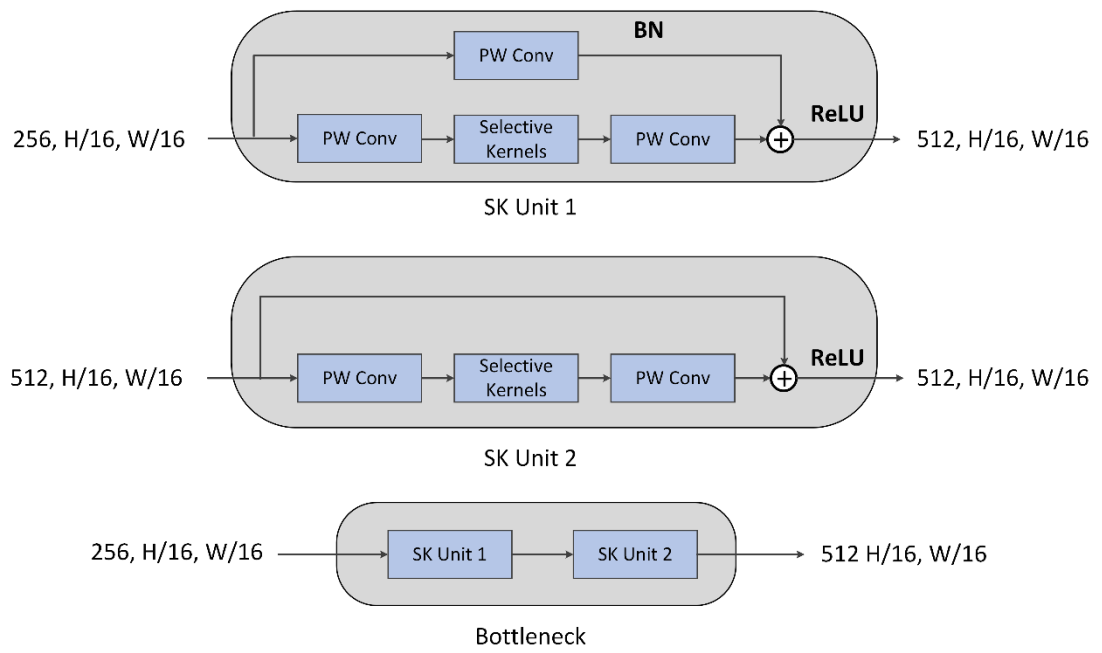 BN
PW Conv
ReLU
256, H/16, W/16
PW Conv
Selective
Kernels
PW Conv
512, H/16, W/16
SK Unit 1
ReLU
512, H/16, W/16
PW Conv
Selective
Kernels
PW Conv
512, H/16, W/16
SK Unit 2
256, H/16, W/16
SK Unit 1
SK Unit 2
512 H/16, W/16
Bottleneck